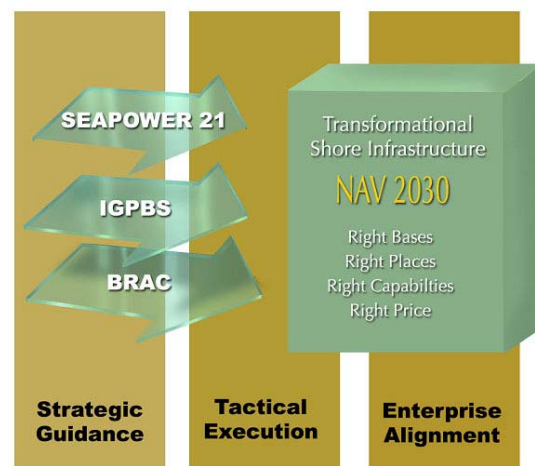 SEAPOWER 21
IGPBS
BRAC
Transformational
Shore Infrastructure
NAV 2030
Right Bases
Right Places
Right Capabilties
Right Price
Strategic
Guidance
Tactical
Execution
Enterprise
Alignment